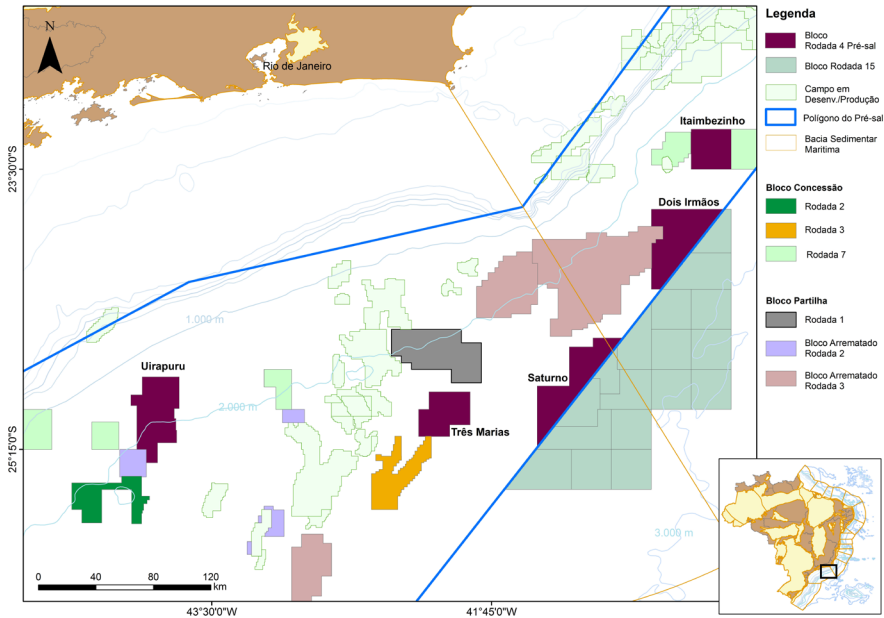 N
Rio de Janeiro
Itaimbezinho
Dois Irmãos
1.000 m
Uirapuru
Saturno
2.000 m
Três Marias
3.000 m
23°30'0"S
25°15'0"S
0 40 80 120
km
43°30'0"W
41°45'0"W
Legenda
Bloco
Rodada 4 Pré-sal
Bloco Rodada 15
Campo em
Desenv./Produção
Polígono do Pré-sal
Bacia Sedimentar
Maritima
Bloco Concessão
Rodada 2
Rodada 3
Rodada 7
Bloco Partilha
Rodada 1
Bloco Arrematado
Rodada 2
Bloco Arrematado
Rodada 3